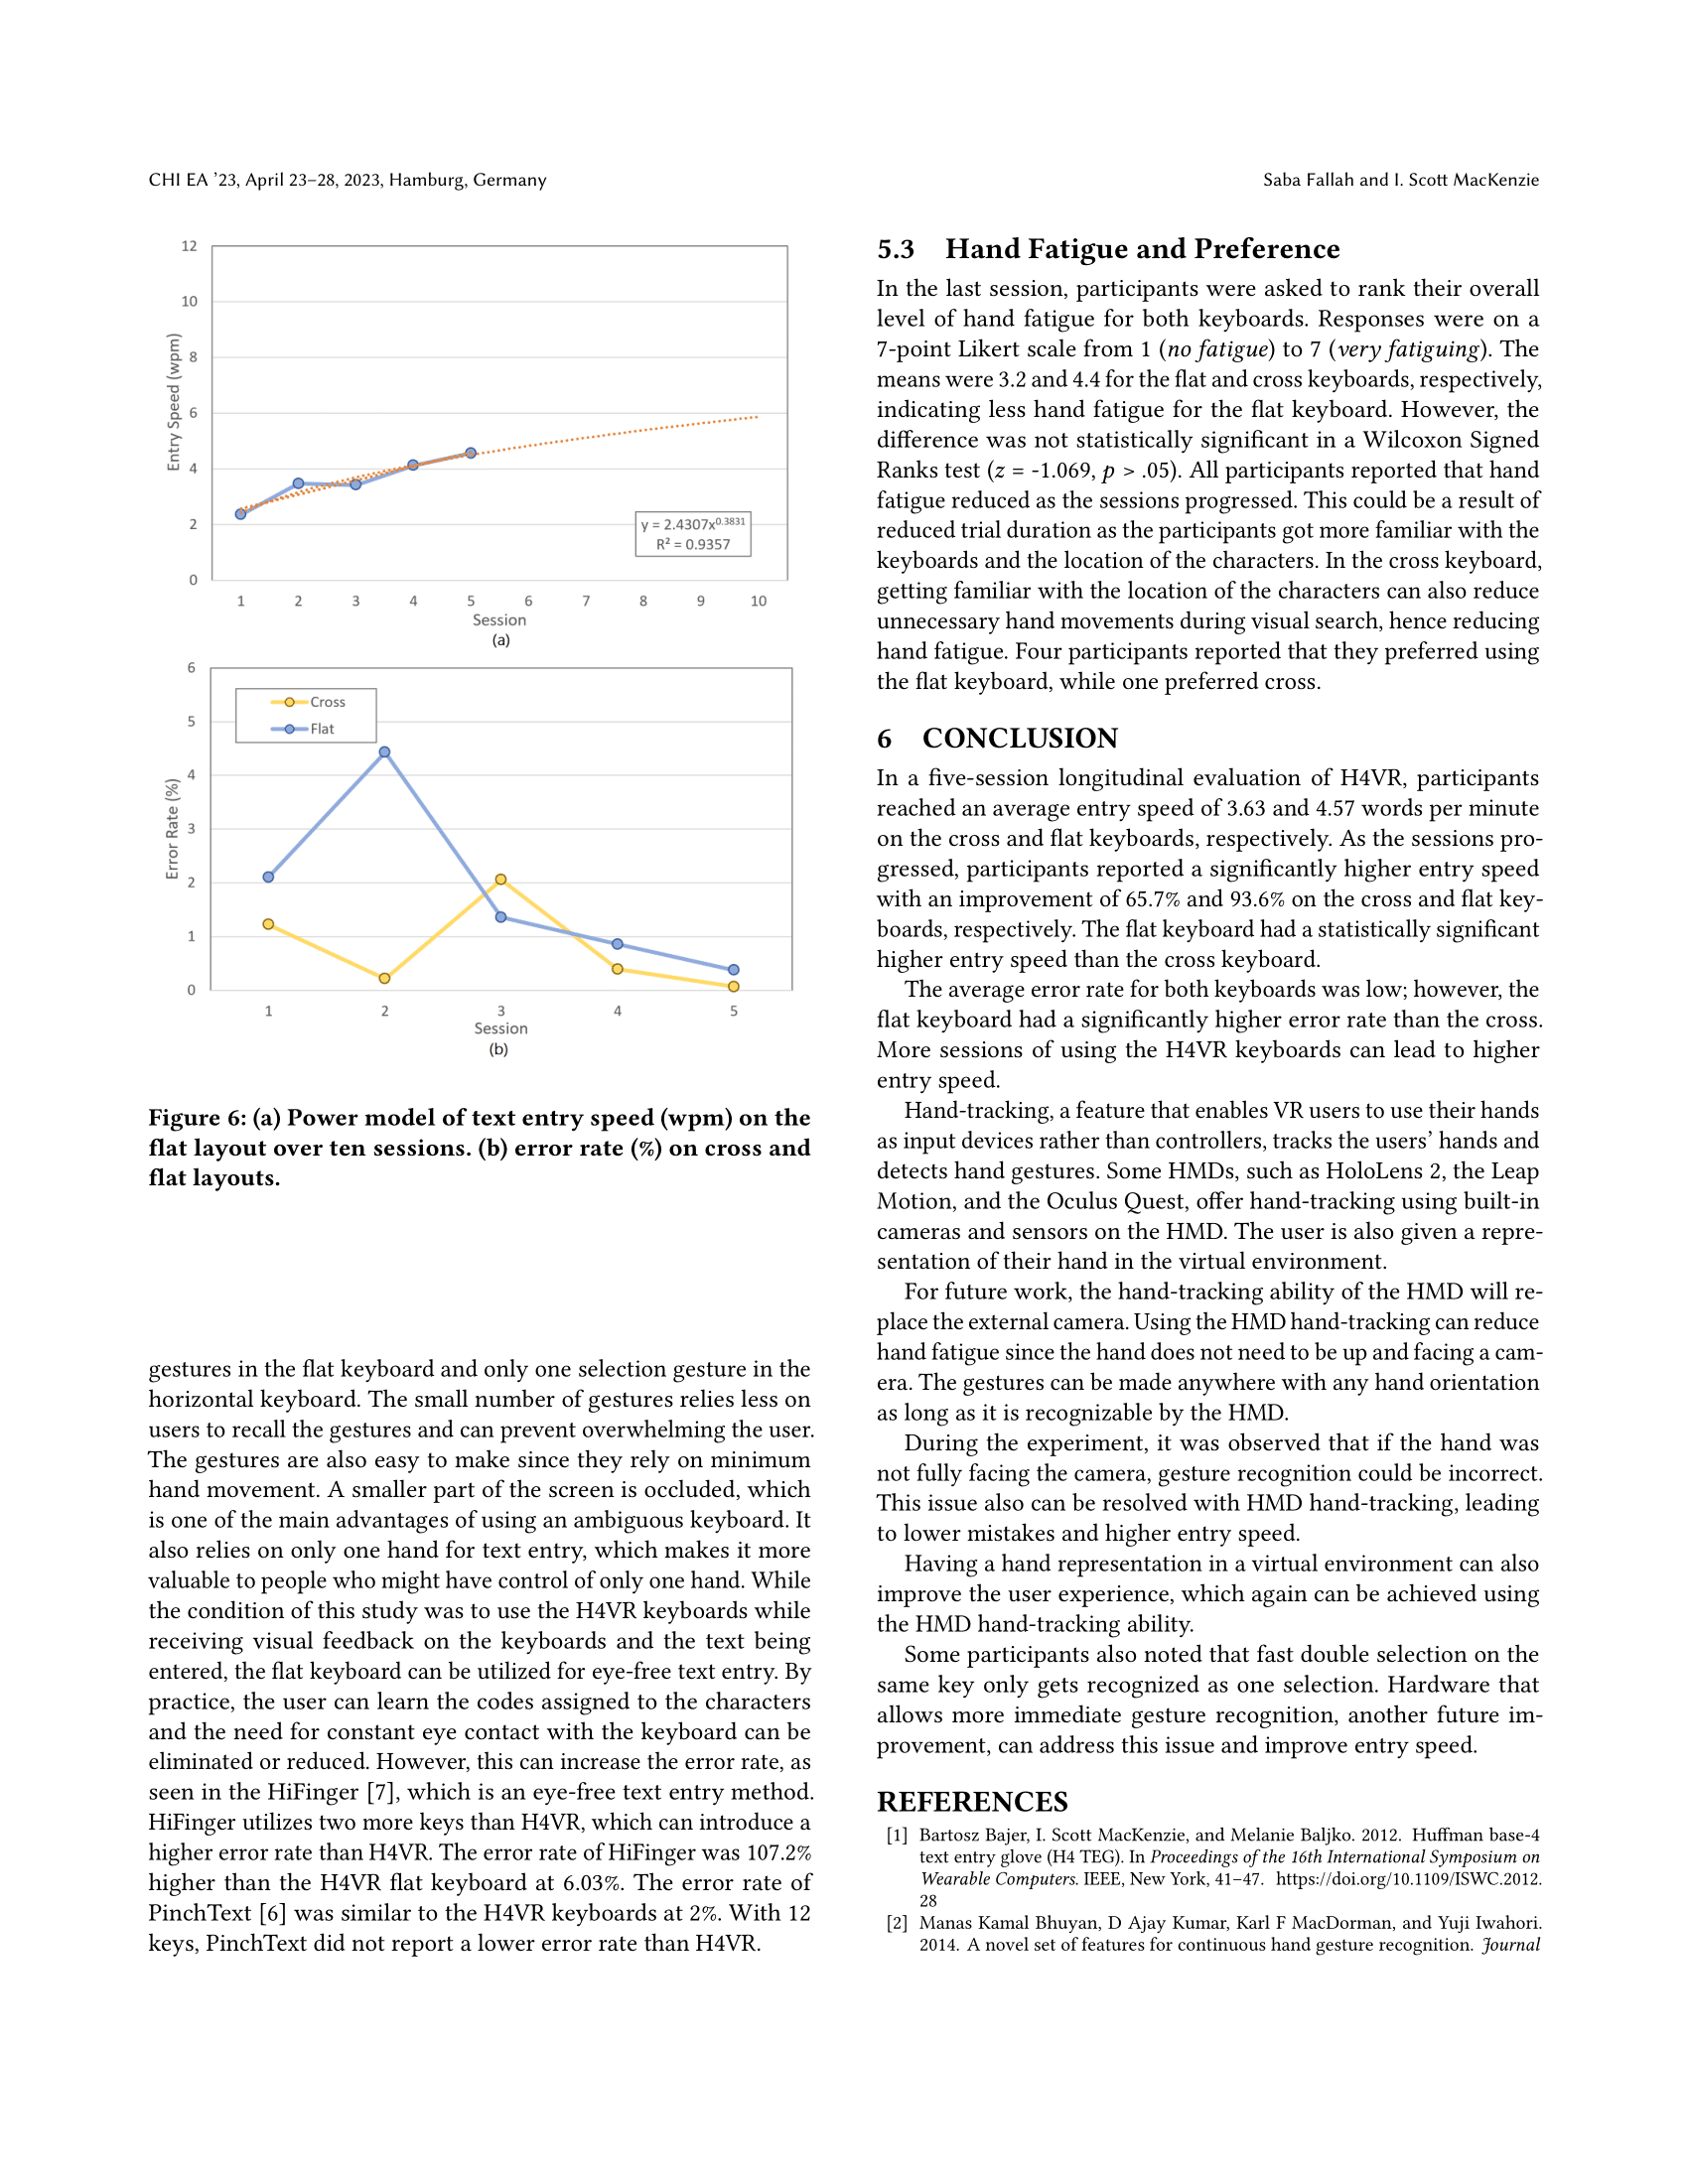 CHI EA ’23, April 23–28, 2023, Hamburg, Germany
Saba Fallah and I. Scott MacKenzie
12
10
8
6
4
2
0
Entry Speed (wpm)
y = 2.4307x^0.3831
R² = 0.9357
1 2 3 4 5 6 7 8 9 10
Session
(a)
6
5
4
3
2
1
0
Error Rate (%)
Cross
Flat
1 2 3 4 5
Session
(b)
Figure 6: (a) Power model of text entry speed (wpm) on the
flat layout over ten sessions. (b) error rate (%) on cross and
flat layouts.
gestures in the flat keyboard and only one selection gesture in the
horizontal keyboard. The small number of gestures relies less on
users to recall the gestures and can prevent overwhelming the user.
The gestures are also easy to make since they rely on minimum
hand movement. A smaller part of the screen is occluded, which
is one of the main advantages of using an ambiguous keyboard. It
also relies on only one hand for text entry, which makes it more
valuable to people who might have control of only one hand. While
the condition of this study was to use the H4VR keyboards while
receiving visual feedback on the keyboards and the text being
entered, the flat keyboard can be utilized for eye-free text entry. By
practice, the user can learn the codes assigned to the characters
and the need for constant eye contact with the keyboard can be
eliminated or reduced. However, this can increase the error rate, as
seen in the HiFinger [7], which is an eye-free text entry method.
HiFinger utilizes two more keys than H4VR, which can introduce a
higher error rate than H4VR. The error rate of HiFinger was 107.2%
higher than the H4VR flat keyboard at 6.03%. The error rate of
PinchText [6] was similar to the H4VR keyboards at 2%. With 12
keys, PinchText did not report a lower error rate than H4VR.
5.3 Hand Fatigue and Preference
In the last session, participants were asked to rank their overall
level of hand fatigue for both keyboards. Responses were on a
7-point Likert scale from 1 (no fatigue) to 7 (very fatiguing). The
means were 3.2 and 4.4 for the flat and cross keyboards, respectively,
indicating less hand fatigue for the flat keyboard. However, the
difference was not statistically significant in a Wilcoxon Signed
Ranks test (z = -1.069, p > .05). All participants reported that hand
fatigue reduced as the sessions progressed. This could be a result of
reduced trial duration as the participants got more familiar with the
keyboards and the location of the characters. In the cross keyboard,
getting familiar with the location of the characters can also reduce
unnecessary hand movements during visual search, hence reducing
hand fatigue. Four participants reported that they preferred using
the flat keyboard, while one preferred cross.
6 CONCLUSION
In a five-session longitudinal evaluation of H4VR, participants
reached an average entry speed of 3.63 and 4.57 words per minute
on the cross and flat keyboards, respectively. As the sessions pro-
gressed, participants reported a significantly higher entry speed
with an improvement of 65.7% and 93.6% on the cross and flat key-
boards, respectively. The flat keyboard had a statistically significant
higher entry speed than the cross keyboard.
The average error rate for both keyboards was low; however, the
flat keyboard had a significantly higher error rate than the cross.
More sessions of using the H4VR keyboards can lead to higher
entry speed.
Hand-tracking, a feature that enables VR users to use their hands
as input devices rather than controllers, tracks the users’ hands and
detects hand gestures. Some HMDs, such as HoloLens 2, the Leap
Motion, and the Oculus Quest, offer hand-tracking using built-in
cameras and sensors on the HMD. The user is also given a repre-
sentation of their hand in the virtual environment.
For future work, the hand-tracking ability of the HMD will re-
place the external camera. Using the HMD hand-tracking can reduce
hand fatigue since the hand does not need to be up and facing a cam-
era. The gestures can be made anywhere with any hand orientation
as long as it is recognizable by the HMD.
During the experiment, it was observed that if the hand was
not fully facing the camera, gesture recognition could be incorrect.
This issue also can be resolved with HMD hand-tracking, leading
to lower mistakes and higher entry speed.
Having a hand representation in a virtual environment can also
improve the user experience, which again can be achieved using
the HMD hand-tracking ability.
Some participants also noted that fast double selection on the
same key only gets recognized as one selection. Hardware that
allows more immediate gesture recognition, another future im-
provement, can address this issue and improve entry speed.
REFERENCES
[1] Bartosz Bajer, I. Scott MacKenzie, and Melanie Baljko. 2012. Huffman base-4
text entry glove (H4 TEG). In Proceedings of the 16th International Symposium on
Wearable Computers. IEEE, New York, 41–47. https://doi.org/10.1109/ISWC.2012.
28
[2] Manas Kamal Bhuyan, D Ajay Kumar, Karl F MacDorman, and Yuji Iwahori.
2014. A novel set of features for continuous hand gesture recognition. Journal